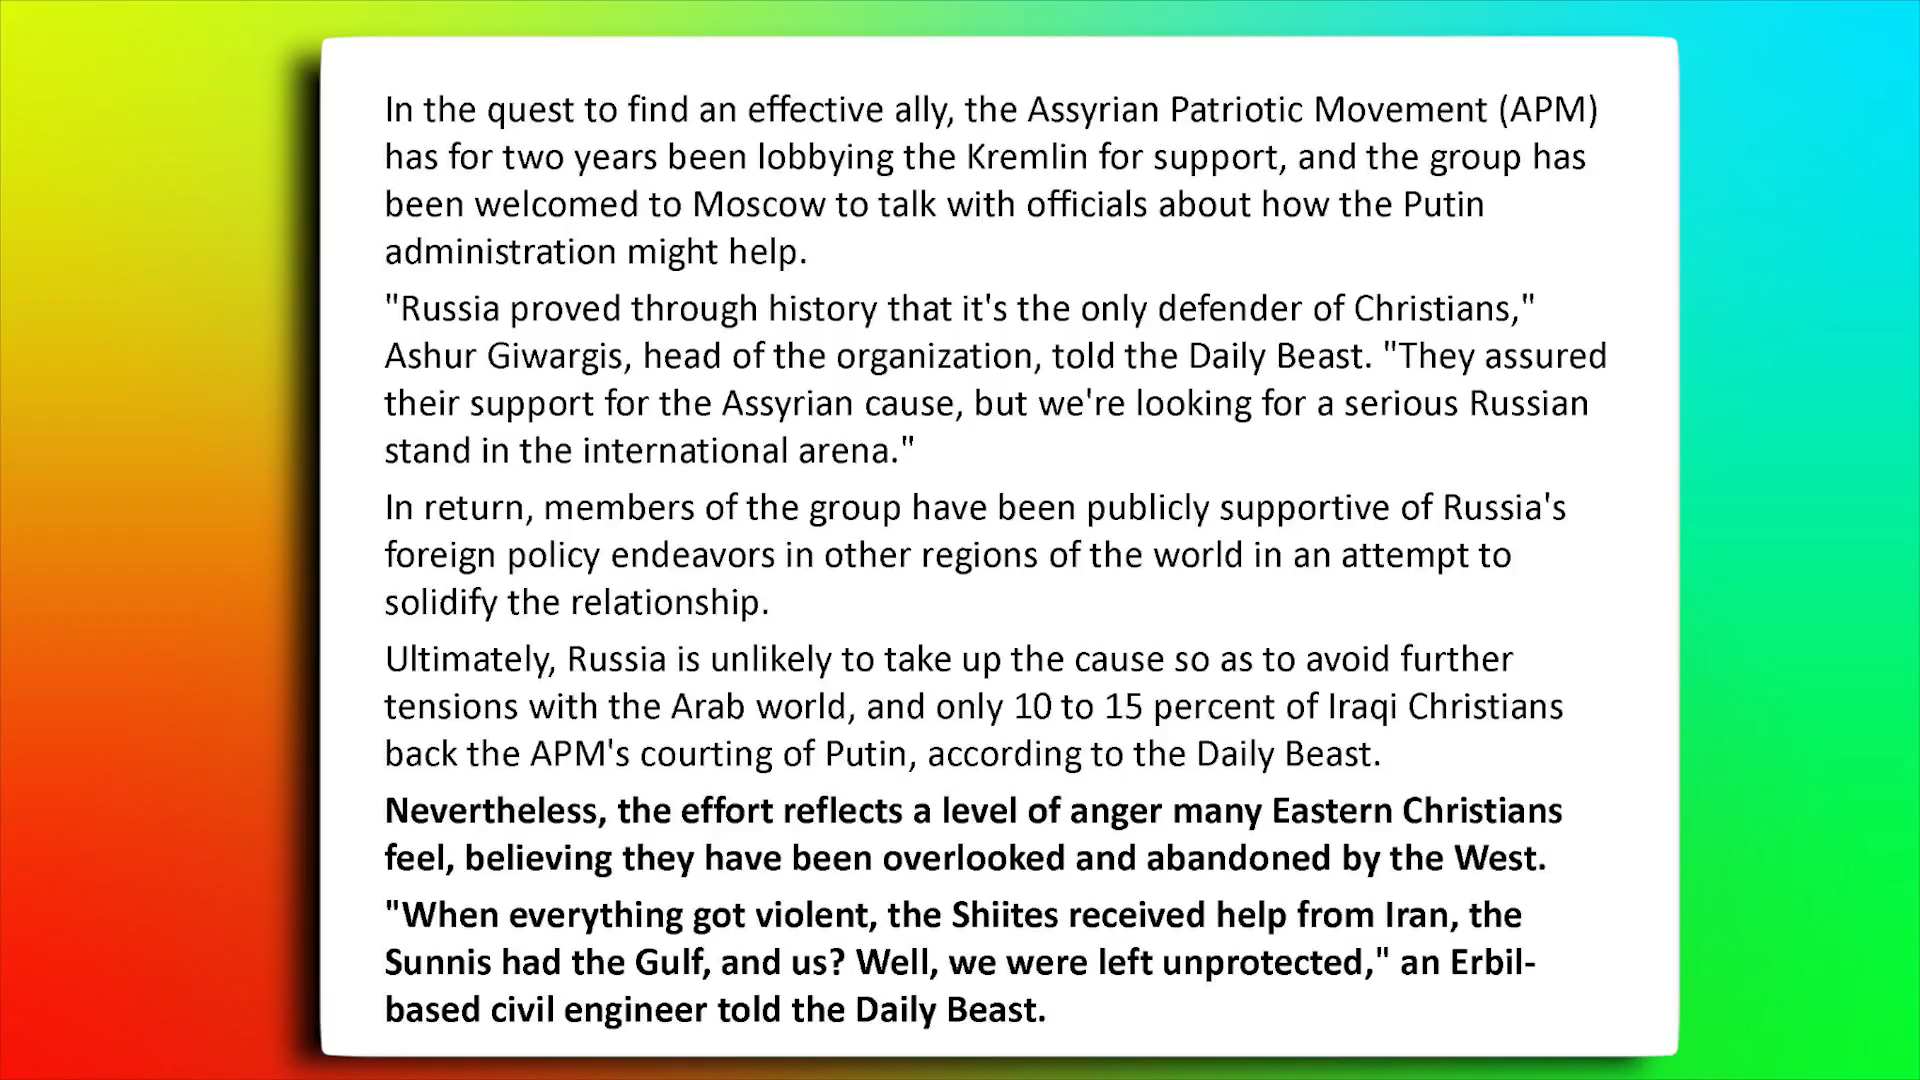 In the quest to find an effective ally, the Assyrian Patriotic Movement (APM)
has for two years been lobbying the Kremlin for support, and the group has
been welcomed to Moscow to talk with officials about how the Putin
administration might help.
"Russia proved through history that it's the only defender of Christians,"
Ashur Giwargis, head of the organization, told the Daily Beast. "They assured
their support for the Assyrian cause, but we're looking for a serious Russian
stand in the international arena."
In return, members of the group have been publicly supportive of Russia's
foreign policy endeavors in other regions of the world in an attempt to
solidify the relationship.
Ultimately, Russia is unlikely to take up the cause so as to avoid further
tensions with the Arab world, and only 10 to 15 percent of Iraqi Christians
back the APM's courting of Putin, according to the Daily Beast.
Nevertheless, the effort reflects a level of anger many Eastern Christians
feel, believing they have been overlooked and abandoned by the West.
"When everything got violent, the Shiites received help from Iran, the
Sunnis had the Gulf, and us? Well, we were left unprotected," an Erbil-
based civil engineer told the Daily Beast.